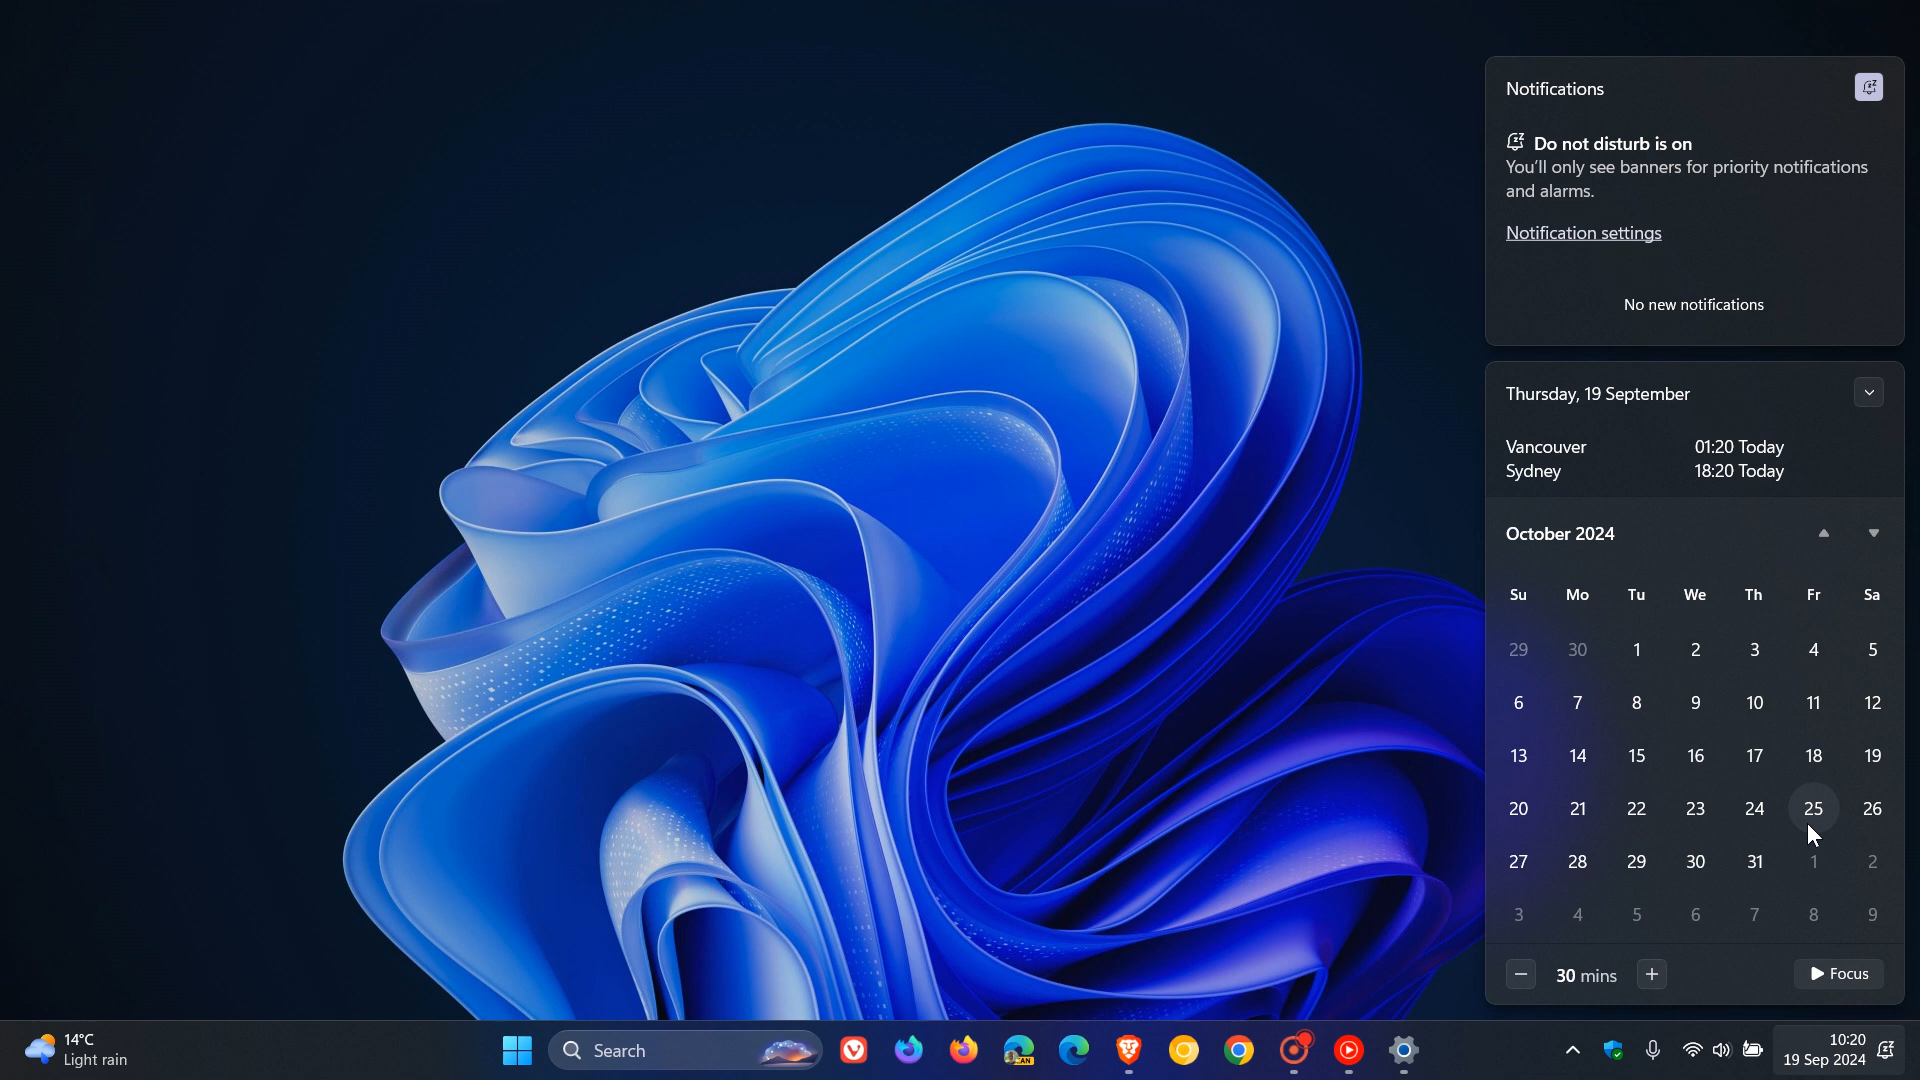 Notifications
Do not disturb is on
You'll only see banners for priority notifications
and alarms.
Notification settings
No new notifications
Thursday, 19 September
Vancouver 01:20 Today
Sydney 18:20 Today
October 2024
Su Mo Tu We Th Fr Sa
29 30 1 2 3 4 5
6 7 8 9 10 11 12
13 14 15 16 17 18 19
20 21 22 23 24 25 26
27 28 29 30 31 1 2
3 4 5 6 7 8 9
30 mins Focus
14°C
Light rain
Search
CAN
10:20
19 Sep 2024